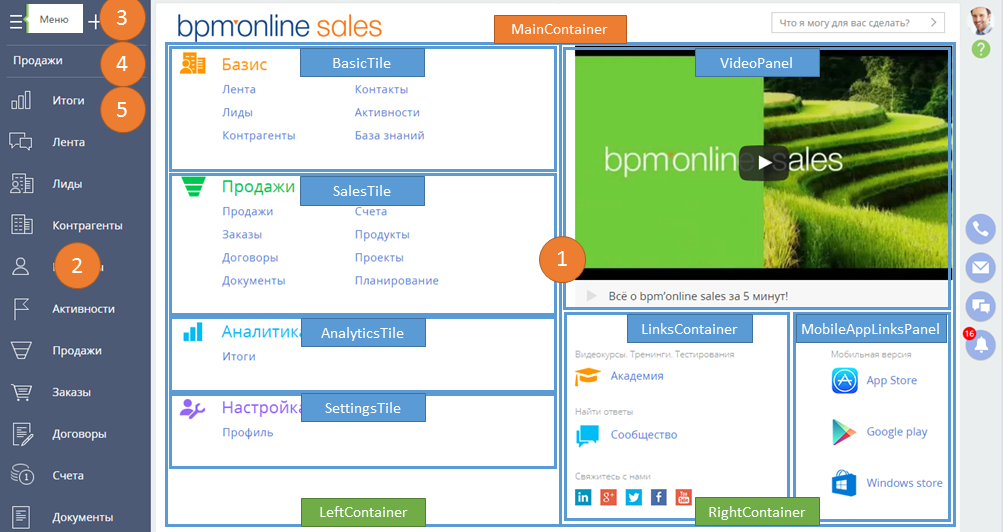 Меню
3
Продажи
4
Итоги
5
Лента
Лиды
Контрагенты
2
Активности
Продажи
Заказы
Договоры
Счета
Документы
bpm'online sales
MainContainer
Что я могу для вас сделать?
?
Базис
BasicTile
Лента
Контакты
Лиды
Активности
Контрагенты
База знаний
Продажи
SalesTile
Продажи
Счета
Заказы
Продукты
Договоры
Проекты
Документы
Планирование
1
Аналитика
AnalyticsTile
Итоги
Настройка
SettingsTile
Профиль
LeftContainer
VideoPanel
bpm'online sales
Всё о bpm'online sales за 5 минут!
LinksContainer
Видеокурсы. Тренинги. Тестирования
Академия
Найти ответы
Сообщество
Свяжитесь с нами
in
g+
f
You
Tube
MobileAppLinksPanel
Мобильная версия
App Store
Google play
Windows store
RightContainer
16